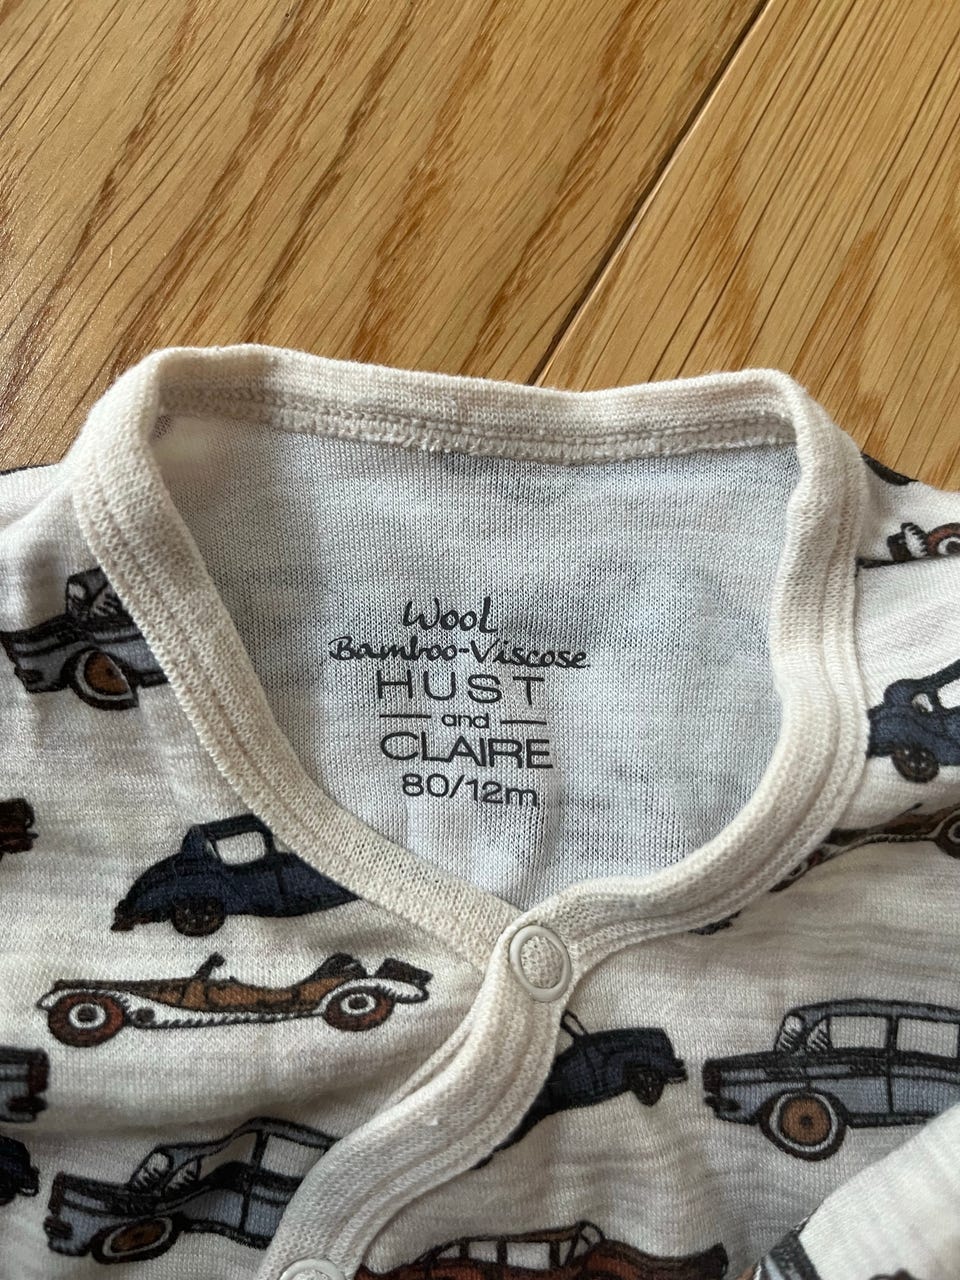 Wool
Bamboo-Viscose
HUST
and
CLAIRE
80/12m